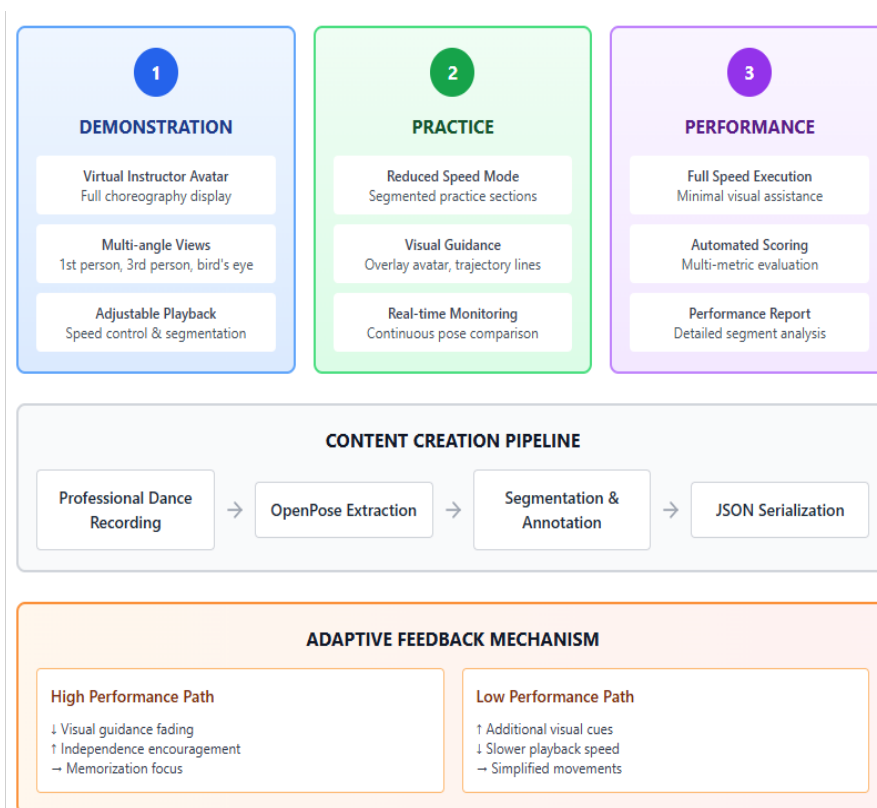 1
DEMONSTRATION
Virtual Instructor Avatar
Full choreography display
Multi-angle Views
1st person, 3rd person, bird's eye
Adjustable Playback
Speed control & segmentation
2
PRACTICE
Reduced Speed Mode
Segmented practice sections
Visual Guidance
Overlay avatar, trajectory lines
Real-time Monitoring
Continuous pose comparison
3
PERFORMANCE
Full Speed Execution
Minimal visual assistance
Automated Scoring
Multi-metric evaluation
Performance Report
Detailed segment analysis
CONTENT CREATION PIPELINE
Professional Dance
Recording
→
OpenPose Extraction
→
Segmentation &
Annotation
→
JSON Serialization
ADAPTIVE FEEDBACK MECHANISM
High Performance Path
↓ Visual guidance fading
↑ Independence encouragement
→ Memorization focus
Low Performance Path
↑ Additional visual cues
↓ Slower playback speed
→ Simplified movements